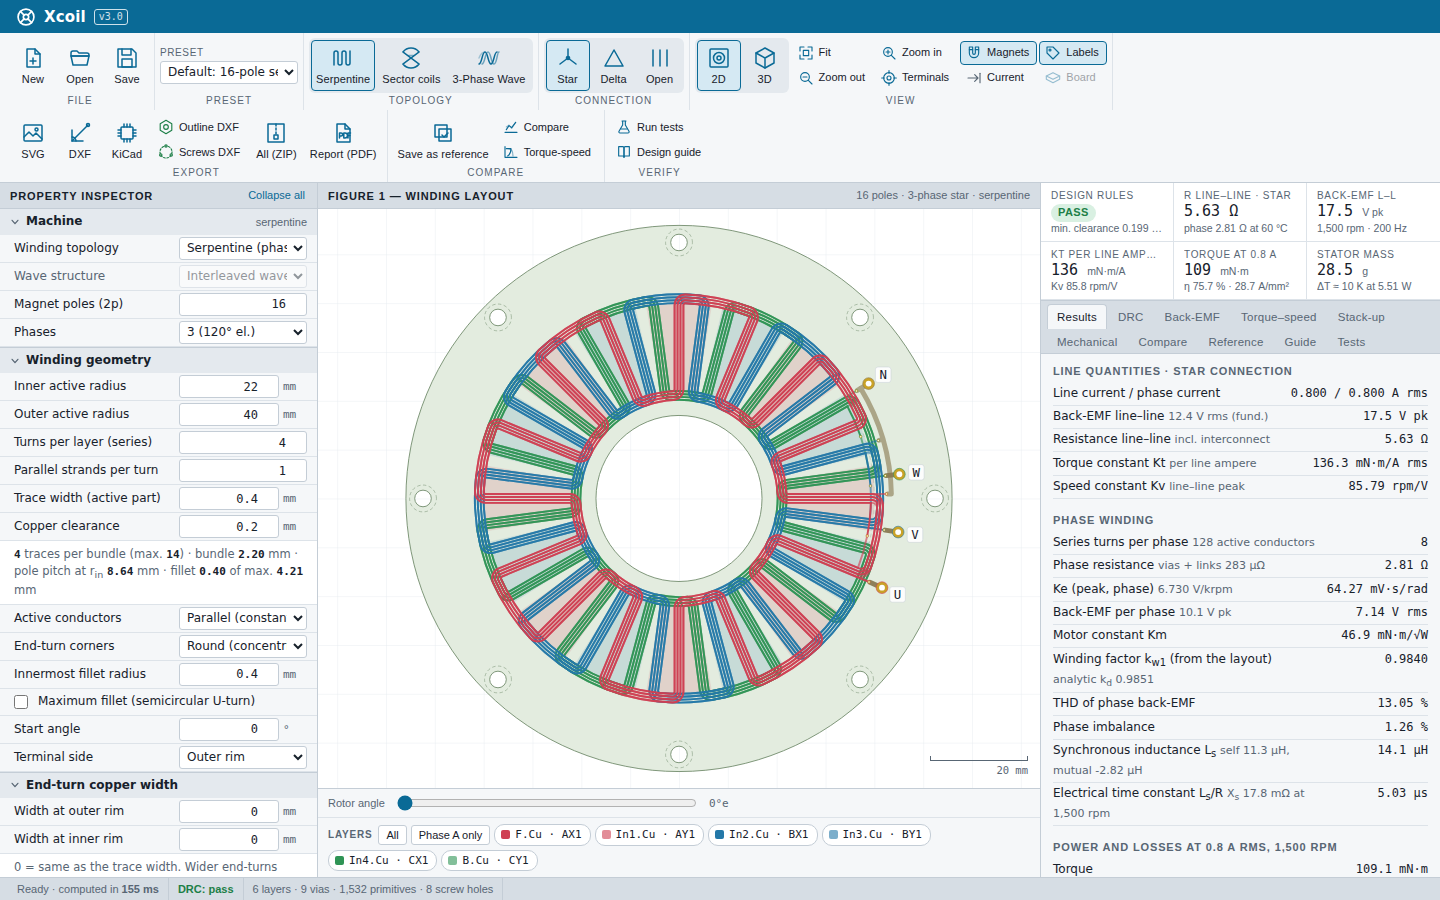 Xcoil v3.0
New
Open
Save
FILE
PRESET
Default: 16-pole se
PRESET
Serpentine
Sector coils
3-Phase Wave
TOPOLOGY
Star
Delta
Open
CONNECTION
2D
3D
Fit
Zoom in
Magnets
Labels
Zoom out
Terminals
Current
Board
VIEW
SVG
DXF
KiCad
Outline DXF
Screws DXF
All (ZIP)
Report (PDF)
EXPORT
Save as reference
Compare
Torque-speed
COMPARE
Run tests
Design guide
VERIFY
PROPERTY INSPECTOR
Collapse all
Machine
serpentine
Winding topology
Serpentine (phas
Wave structure
Interleaved wave
Magnet poles (2p)
16
Phases
3 (120° el.)
Winding geometry
Inner active radius
22 mm
Outer active radius
40 mm
Turns per layer (series)
4
Parallel strands per turn
1
Trace width (active part)
0.4 mm
Copper clearance
0.2 mm
4 traces per bundle (max. 14) · bundle 2.20 mm ·
pole pitch at rin 8.64 mm · fillet 0.40 of max. 4.21
mm
Active conductors
Parallel (constan
End-turn corners
Round (concentr
Innermost fillet radius
0.4 mm
Maximum fillet (semicircular U-turn)
Start angle
0 °
Terminal side
Outer rim
End-turn copper width
Width at outer rim
0 mm
Width at inner rim
0 mm
0 = same as the trace width. Wider end-turns
FIGURE 1 — WINDING LAYOUT
16 poles · 3-phase star · serpentine
N
W
V
U
20 mm
Rotor angle
0°e
LAYERS
All
Phase A only
F.Cu · AX1
In1.Cu · AY1
In2.Cu · BX1
In3.Cu · BY1
In4.Cu · CX1
B.Cu · CY1
DESIGN RULES
PASS
min. clearance 0.199 …
R LINE–LINE · STAR
5.63 Ω
phase 2.81 Ω at 60 °C
BACK-EMF L–L
17.5 V pk
1,500 rpm · 200 Hz
KT PER LINE AMP…
136 mN·m/A
Kv 85.8 rpm/V
TORQUE AT 0.8 A
109 mN·m
η 75.7 % · 28.7 A/mm²
STATOR MASS
28.5 g
ΔT ≈ 10 K at 5.51 W
Results
DRC
Back-EMF
Torque–speed
Stack-up
Mechanical
Compare
Reference
Guide
Tests
LINE QUANTITIES · STAR CONNECTION
Line current / phase current
0.800 / 0.800 A rms
Back-EMF line–line 12.4 V rms (fund.)
17.5 V pk
Resistance line–line incl. interconnect
5.63 Ω
Torque constant Kt per line ampere
136.3 mN·m/A rms
Speed constant Kv line–line peak
85.79 rpm/V
PHASE WINDING
Series turns per phase 128 active conductors
8
Phase resistance vias + links 283 µΩ
2.81 Ω
Ke (peak, phase) 6.730 V/krpm
64.27 mV·s/rad
Back-EMF per phase 10.1 V pk
7.14 V rms
Motor constant Km
46.9 mN·m/√W
Winding factor kw1 (from the layout)
0.9840
analytic kd 0.9851
THD of phase back-EMF
13.05 %
Phase imbalance
1.26 %
Synchronous inductance Ls self 11.3 µH,
14.1 µH
mutual -2.82 µH
Electrical time constant Ls/R Xs 17.8 mΩ at
5.03 µs
1,500 rpm
POWER AND LOSSES AT 0.8 A RMS, 1,500 RPM
Torque
109.1 mN·m
Ready · computed in 155 ms
DRC: pass
6 layers · 9 vias · 1,532 primitives · 8 screw holes